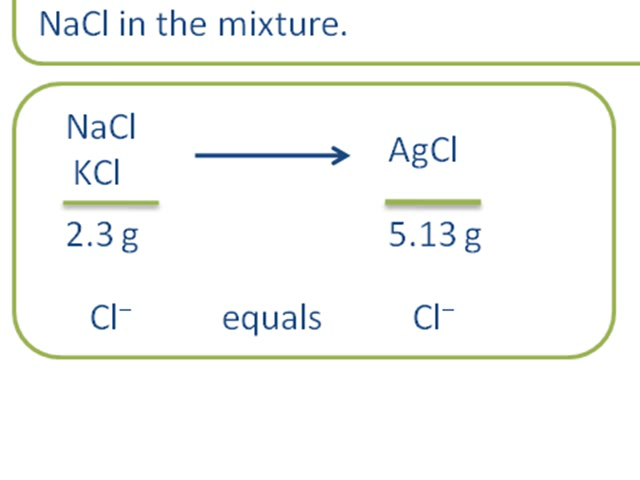 NaCl in the mixture.
NaCl
KCl
AgCl
2.3 g
5.13 g
Cl⁻ equals Cl⁻